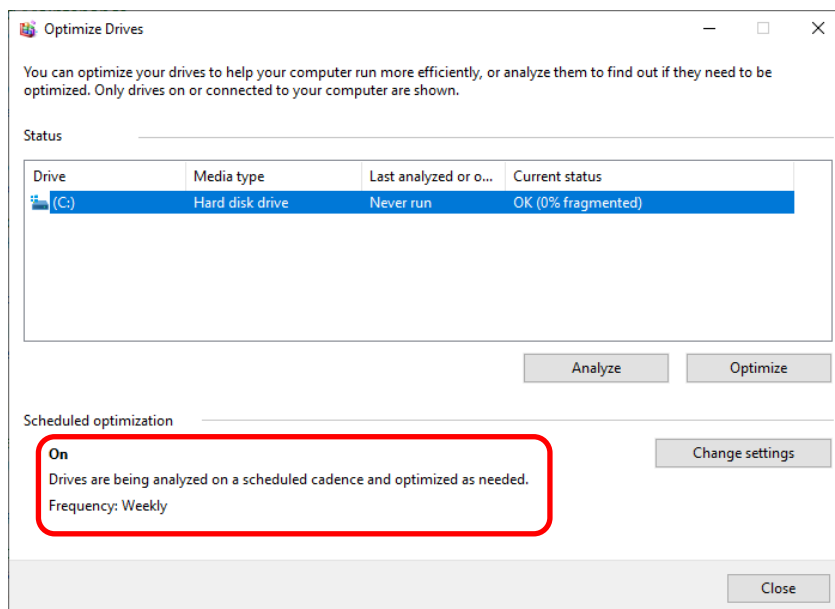 Optimize Drives
You can optimize your drives to help your computer run more efficiently, or analyze them to find out if they need to be
optimized. Only drives on or connected to your computer are shown.
Status
Drive Media type Last analyzed or o... Current status
(C:) Hard disk drive Never run OK (0% fragmented)
Analyze Optimize
Scheduled optimization
On
Change settings
Drives are being analyzed on a scheduled cadence and optimized as needed.
Frequency: Weekly
Close